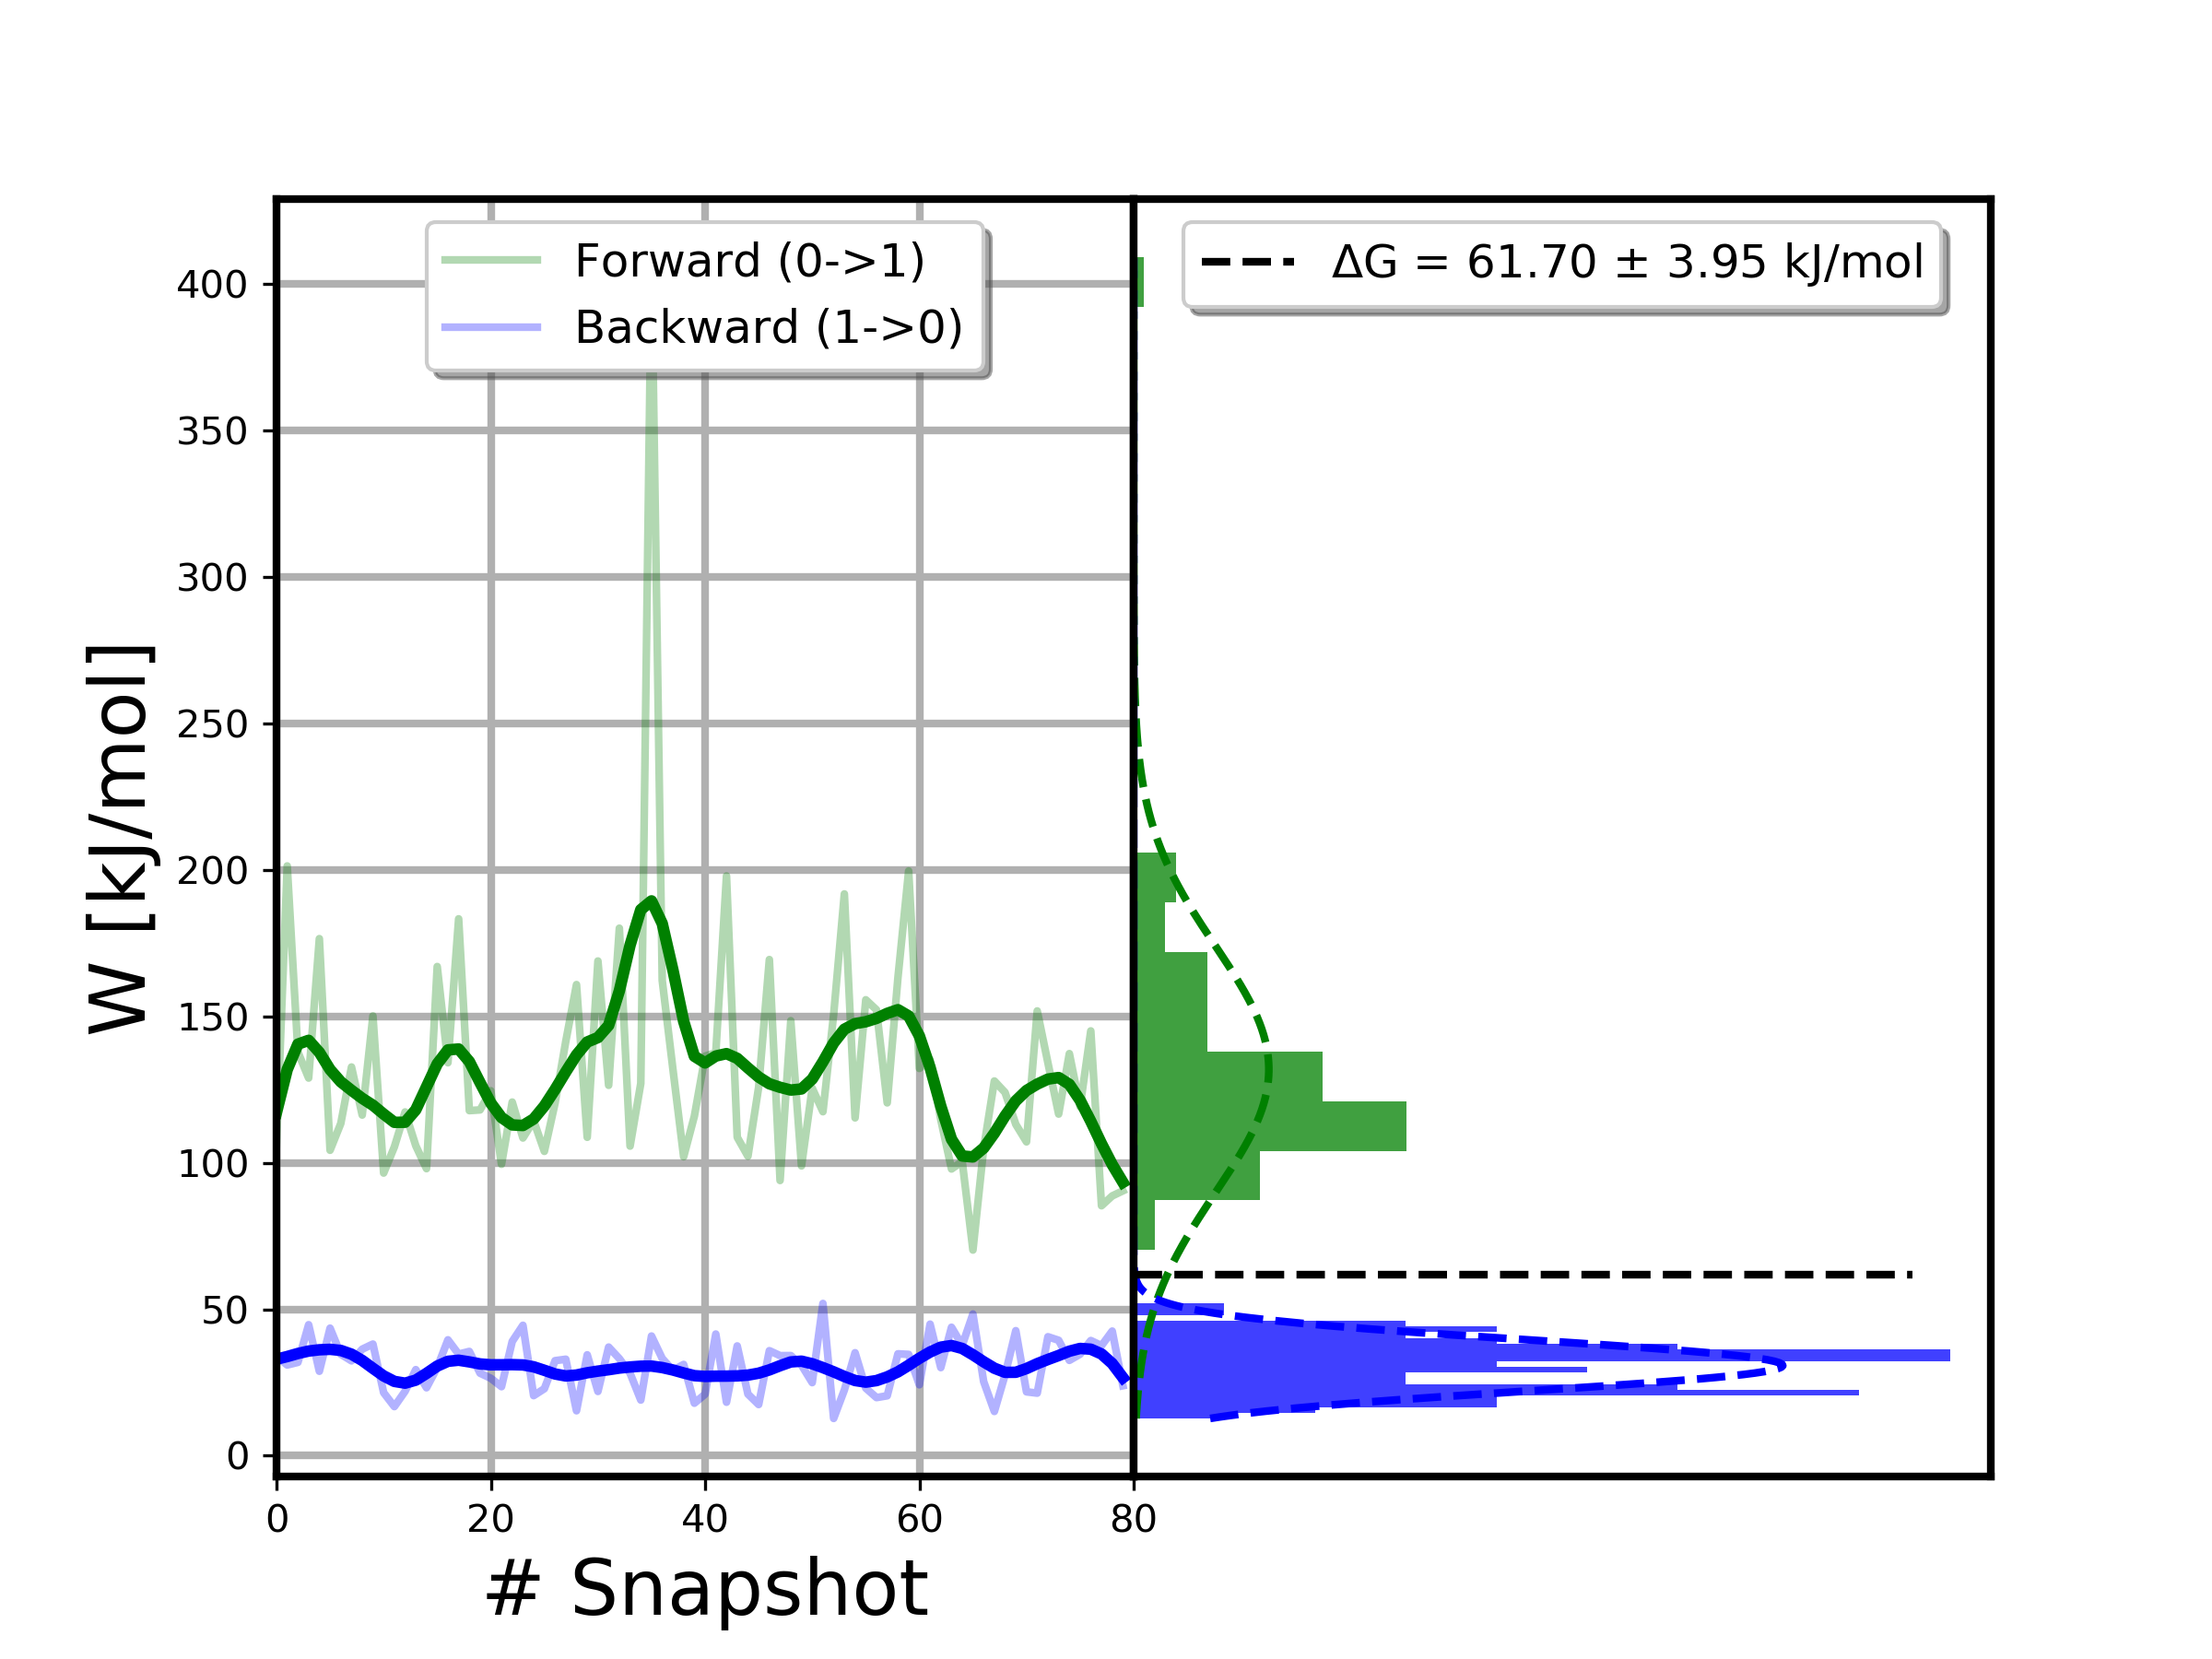 Forward (0->1)
Backward (1->0)
ΔG = 61.70 ± 3.95 kJ/mol
W [kJ/mol]
400
350
300
250
200
150
100
50
0
0 20 40 60 80
# Snapshot